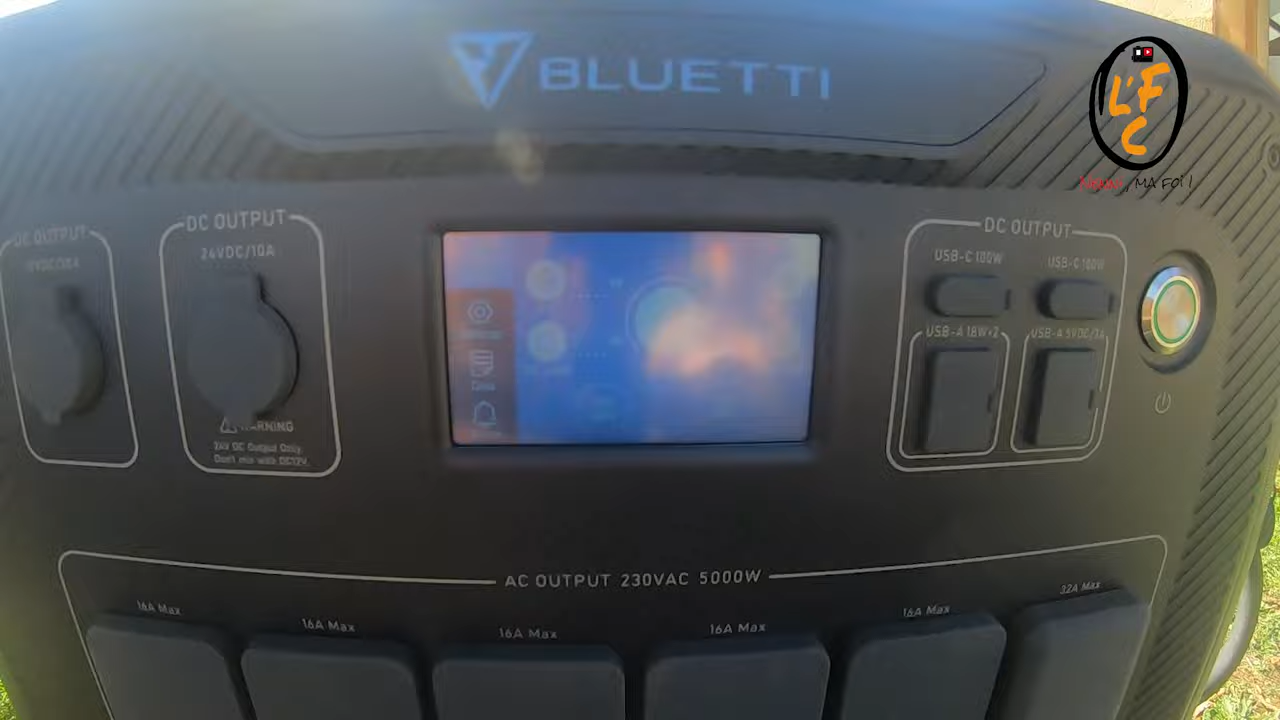 BLUETTI
L'F
C
, MA FOI !
DC OUTPUT
DC OUTPUT
24VDC/10A
WARNING
24V DC Output Only.
Don't mix with DC12V.
DC OUTPUT
USB-C 100W
USB-C 100W
USB-A 18W×2
USB-A 5VDC/3A
AC OUTPUT 230VAC 5000W
16A Max
16A Max
16A Max
16A Max
16A Max
32A Max